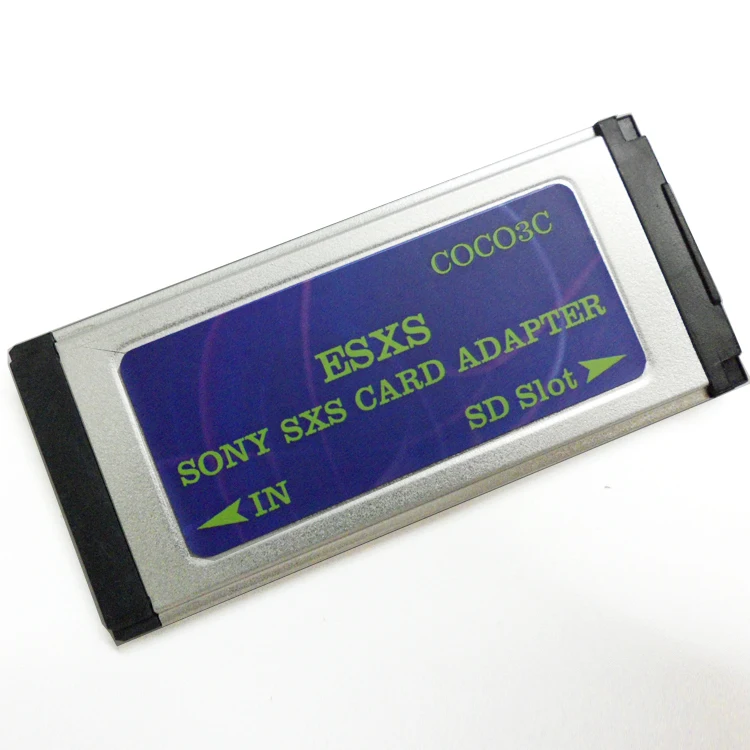 COCO3C
ESXS
SONY SXS CARD ADAPTER
SD Slot
IN